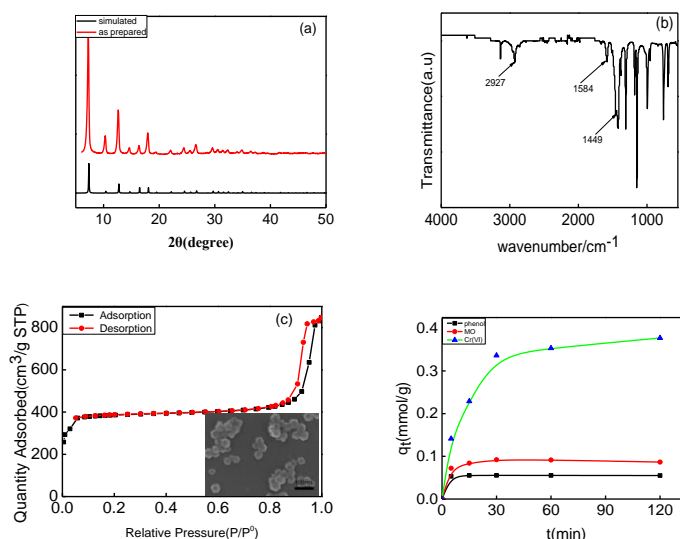 (a)
simulated
as prepared
10
20
30
40
50
2θ(degree)
(b)
Transmittance(a.u)
2927
1584
1449
4000
3000
2000
1000
wavenumber/cm-1
(c)
Adsorption
Desorption
Quantity Adsorbed(cm³/g STP)
800
600
400
200
0
0.0
0.2
0.4
0.6
0.8
1.0
Relative Pressure(P/P⁰)
phenol
MO
Cr(VI)
qt(mmol/g)
0.4
0.3
0.2
0.1
0.0
0
30
60
90
120
t(min)